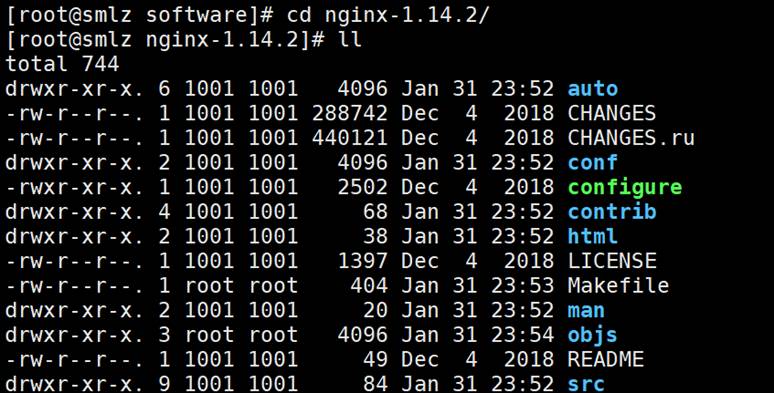 [root@smlz software]# cd nginx-1.14.2/
[root@smlz nginx-1.14.2]# ll
total 744
drwxr-xr-x. 6 1001 1001   4096 Jan 31 23:52 auto
-rw-r--r--. 1 1001 1001 288742 Dec  4  2018 CHANGES
-rw-r--r--. 1 1001 1001 440121 Dec  4  2018 CHANGES.ru
drwxr-xr-x. 2 1001 1001   4096 Jan 31 23:52 conf
-rwxr-xr-x. 1 1001 1001   2502 Dec  4  2018 configure
drwxr-xr-x. 4 1001 1001     68 Jan 31 23:52 contrib
drwxr-xr-x. 2 1001 1001     38 Jan 31 23:52 html
-rw-r--r--. 1 1001 1001   1397 Dec  4  2018 LICENSE
-rw-r--r--. 1 root root    404 Jan 31 23:53 Makefile
drwxr-xr-x. 2 1001 1001     20 Jan 31 23:52 man
drwxr-xr-x. 3 root root   4096 Jan 31 23:54 objs
-rw-r--r--. 1 1001 1001     49 Dec  4  2018 README
drwxr-xr-x. 9 1001 1001     84 Jan 31 23:52 src